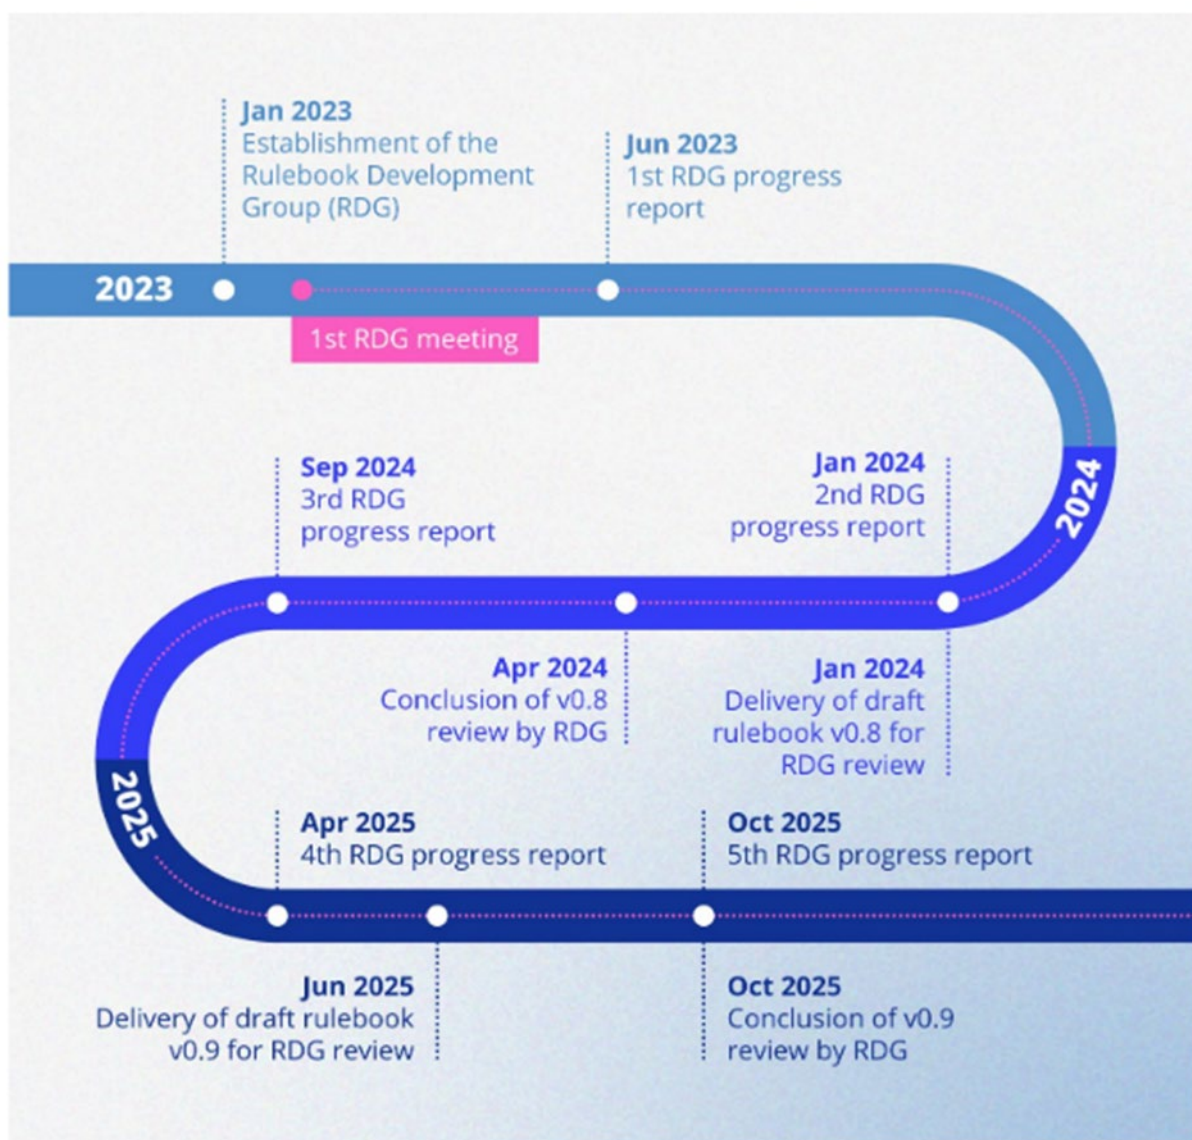 Jan 2023
Establishment of the
Rulebook Development
Group (RDG)
Jun 2023
1st RDG progress
report
2023
1st RDG meeting
2024
Jan 2024
2nd RDG
progress report
Jan 2024
Delivery of draft
rulebook v0.8 for
RDG review
Apr 2024
Conclusion of v0.8
review by RDG
Sep 2024
3rd RDG
progress report
2025
Apr 2025
4th RDG progress report
Jun 2025
Delivery of draft rulebook
v0.9 for RDG review
Oct 2025
5th RDG progress report
Oct 2025
Conclusion of v0.9
review by RDG